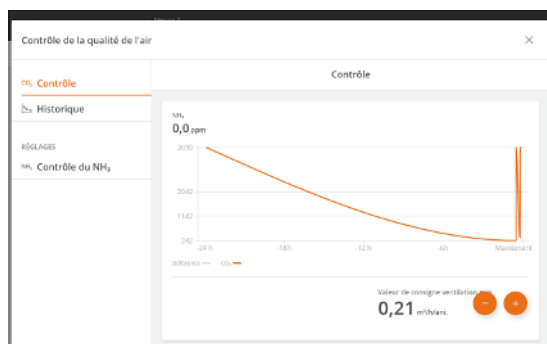 Contrôle de la qualité de l'air
CO₂ Contrôle
Historique
RÉGLAGES
NH₃ Contrôle du NH₃
Contrôle
NH₃
0,0 ppm
3690
2042
1142
242
-24 h
-18h
-12 h
-6h
Maintenant
Référence
CO₂
Valeur de consigne ventilation
0,21 m³/h/ani.